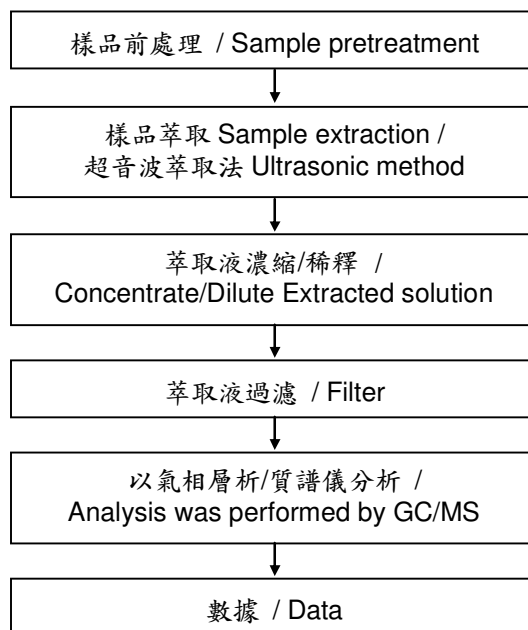 樣品前處理 / Sample pretreatment
樣品萃取 Sample extraction /
超音波萃取法 Ultrasonic method
萃取液濃縮/稀釋 /
Concentrate/Dilute Extracted solution
萃取液過濾 / Filter
以氣相層析/質譜儀分析 /
Analysis was performed by GC/MS
數據 / Data